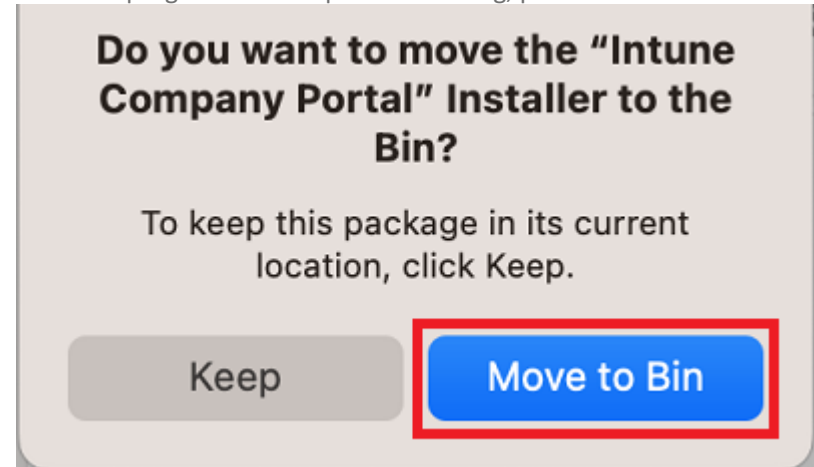 Do you want to move the “Intune
Company Portal” Installer to the
Bin?
To keep this package in its current
location, click Keep.
Keep
Move to Bin